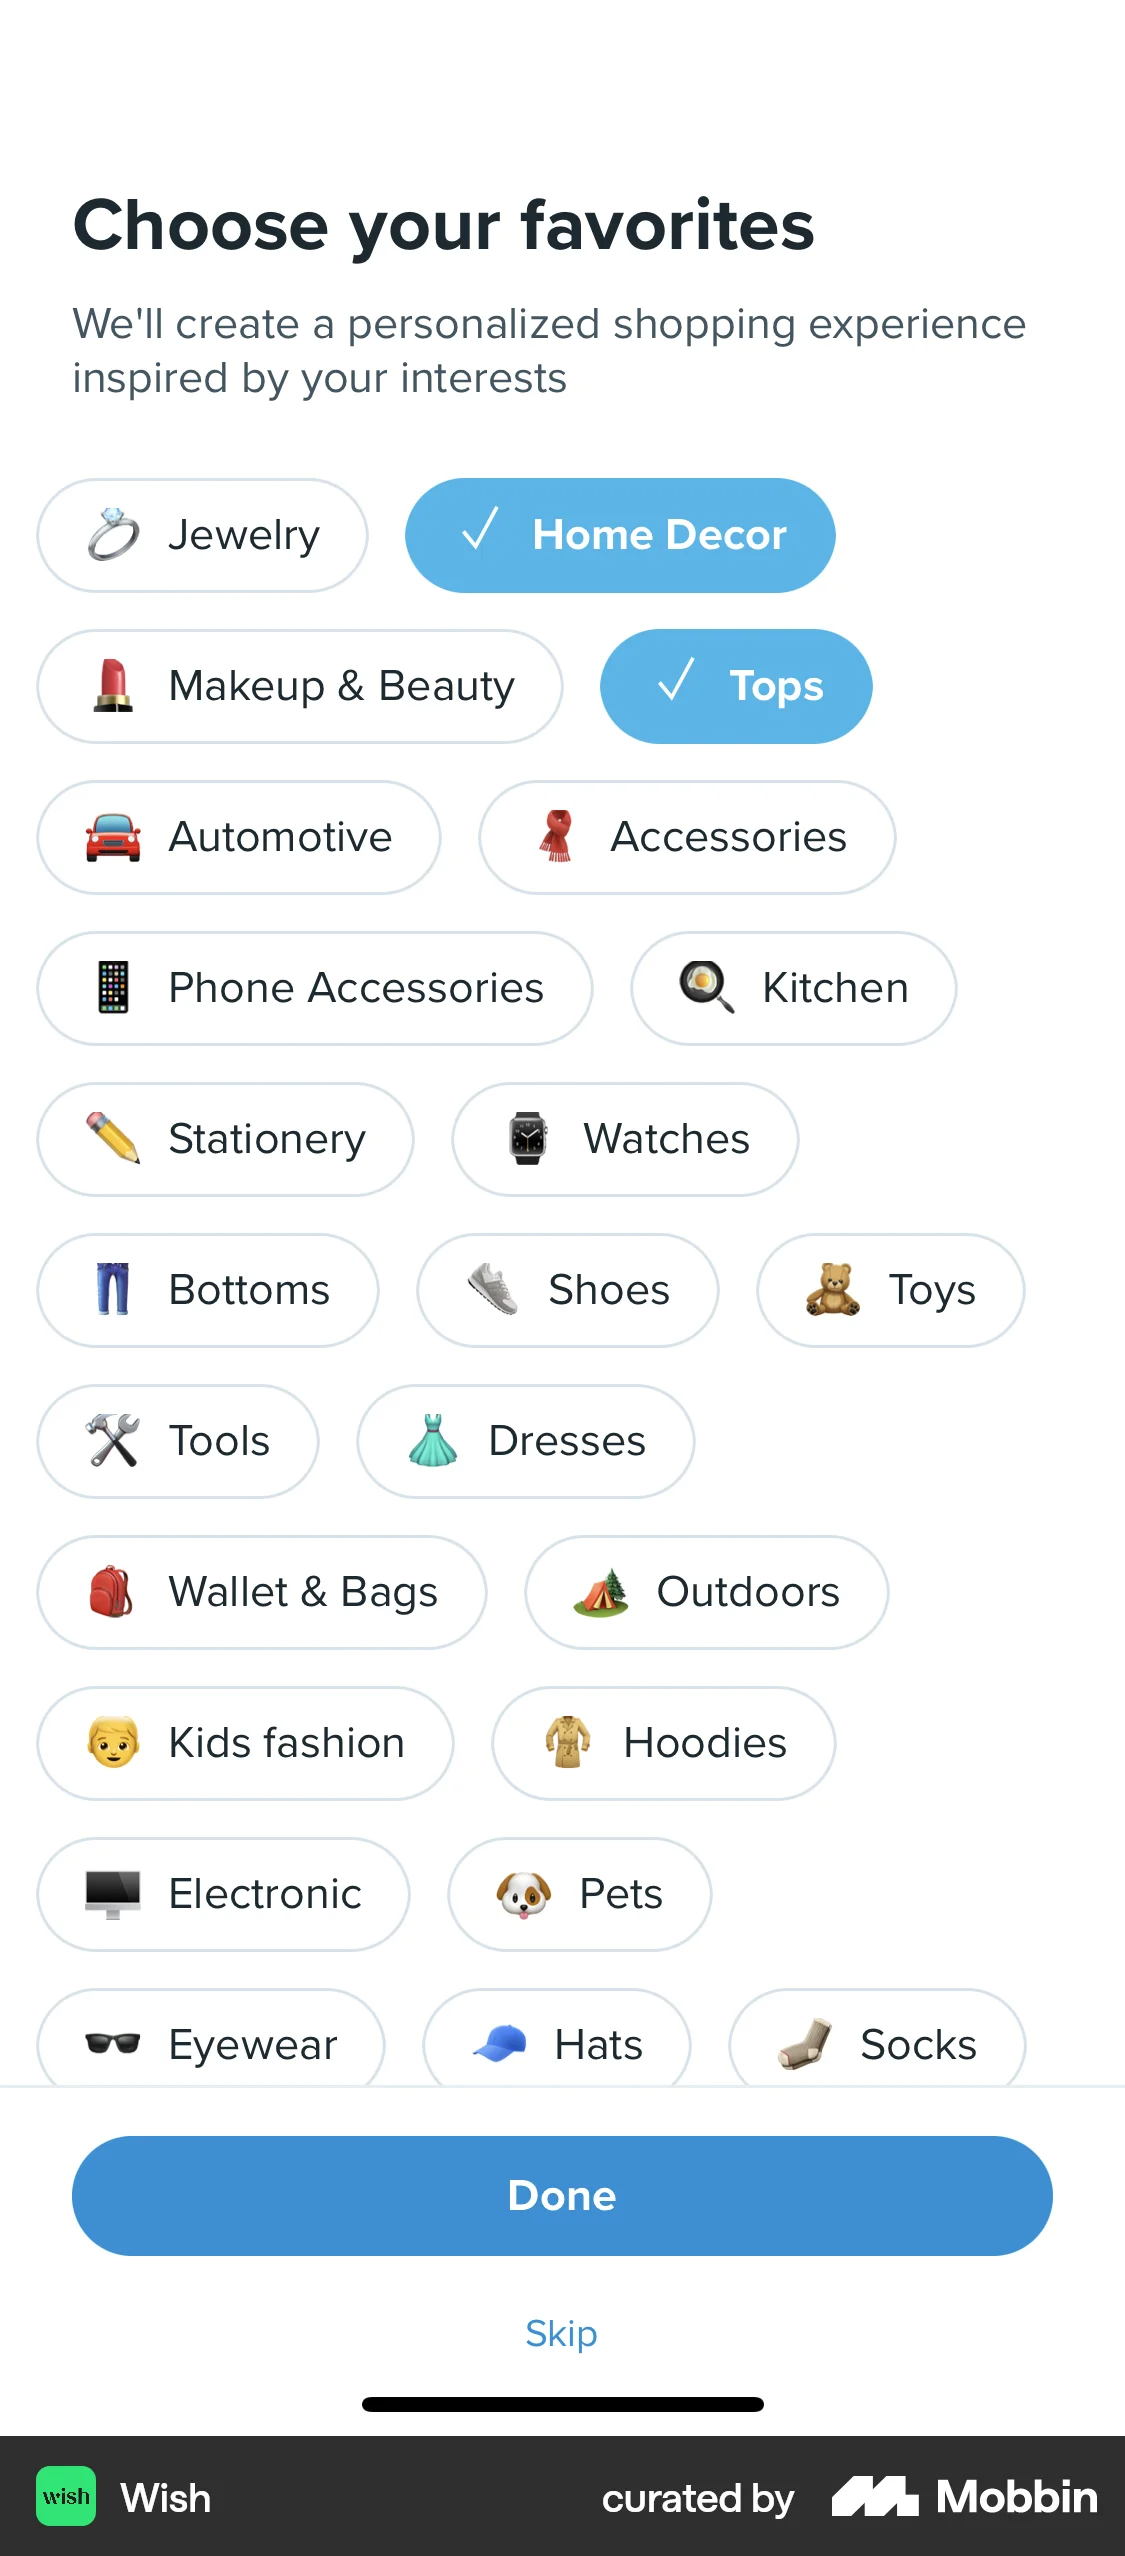 Choose your favorites
We'll create a personalized shopping experience
inspired by your interests
Jewelry
Home Decor
Makeup & Beauty
Tops
Automotive
Accessories
Phone Accessories
Kitchen
Stationery
Watches
Bottoms
Shoes
Toys
Tools
Dresses
Wallet & Bags
Outdoors
Kids fashion
Hoodies
Electronic
Pets
Eyewear
Hats
Socks
Done
Skip
wish
Wish
curated by
Mobbin